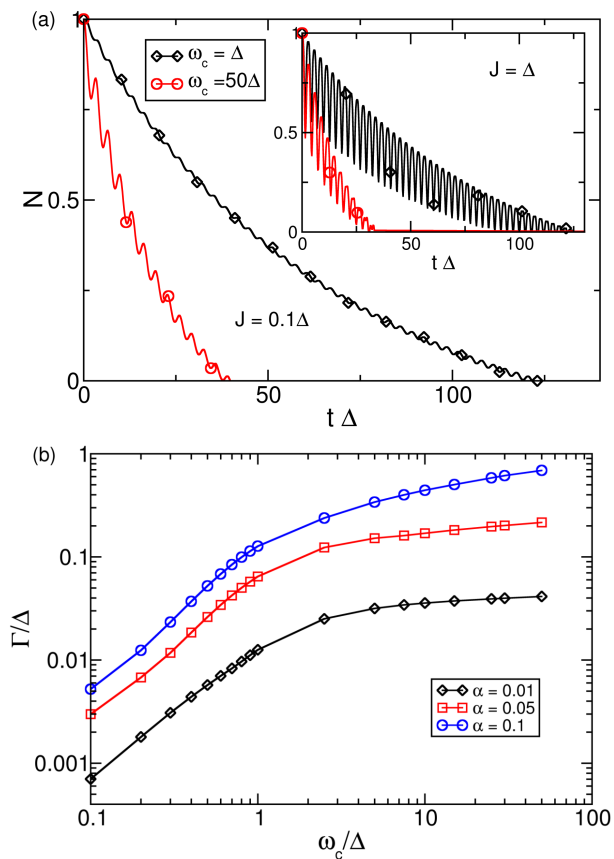 (a)
1
ω_c = Δ
ω_c =50Δ
J = Δ
0.5
0
0 50 100
t Δ
N
0.5
J = 0.1Δ
0
0 50 100
t Δ
(b)
1
0.1
0.01
0.001
Γ/Δ
α = 0.01
α = 0.05
α = 0.1
0.1 1 10 100
ω_c/Δ